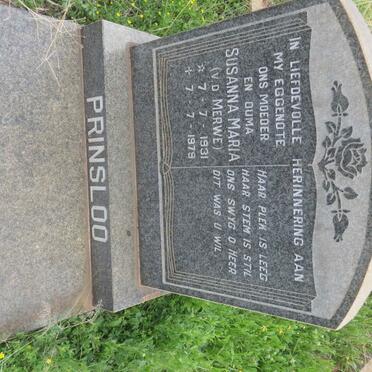 IN LIEFDEVOLLE HERINNERING AAN
MY EGGENOTE
ONS MOEDER
EN OUMA
SUSANNA MARIA
(V D MERWE)
☆ 7 - 7 - 1931
✢ 7 - 7 - 1979
HAAR PLEK IS LEEG
HAAR STEM IS STIL
ONS SWYG O HEER
DIT WAS U WIL
PRINSLOO